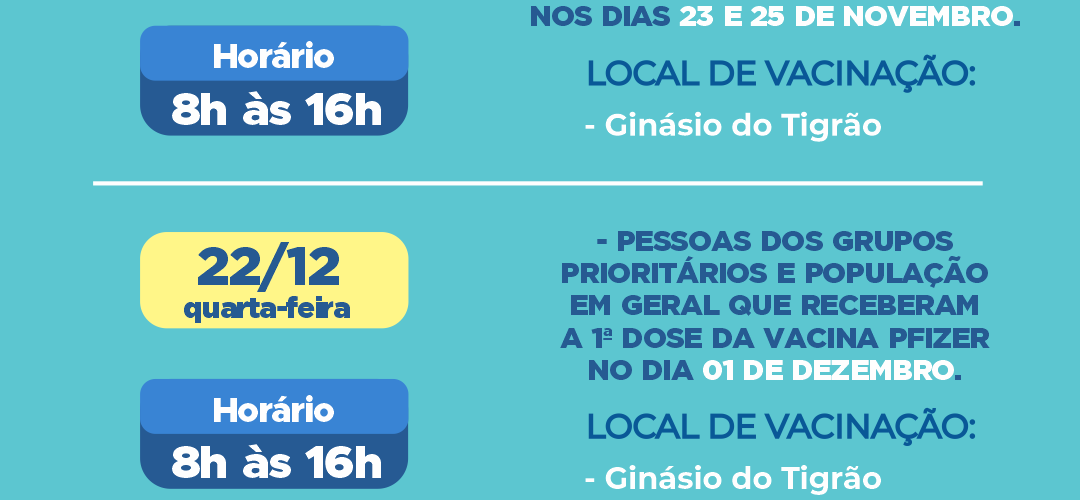 NOS DIAS 23 E 25 DE NOVEMBRO.
Horário
8h às 16h
LOCAL DE VACINAÇÃO:
- Ginásio do Tigrão
22/12
quarta-feira
- PESSOAS DOS GRUPOS
PRIORITÁRIOS E POPULAÇÃO
EM GERAL QUE RECEBERAM
A 1ª DOSE DA VACINA PFIZER
NO DIA 01 DE DEZEMBRO.
Horário
8h às 16h
LOCAL DE VACINAÇÃO:
- Ginásio do Tigrão